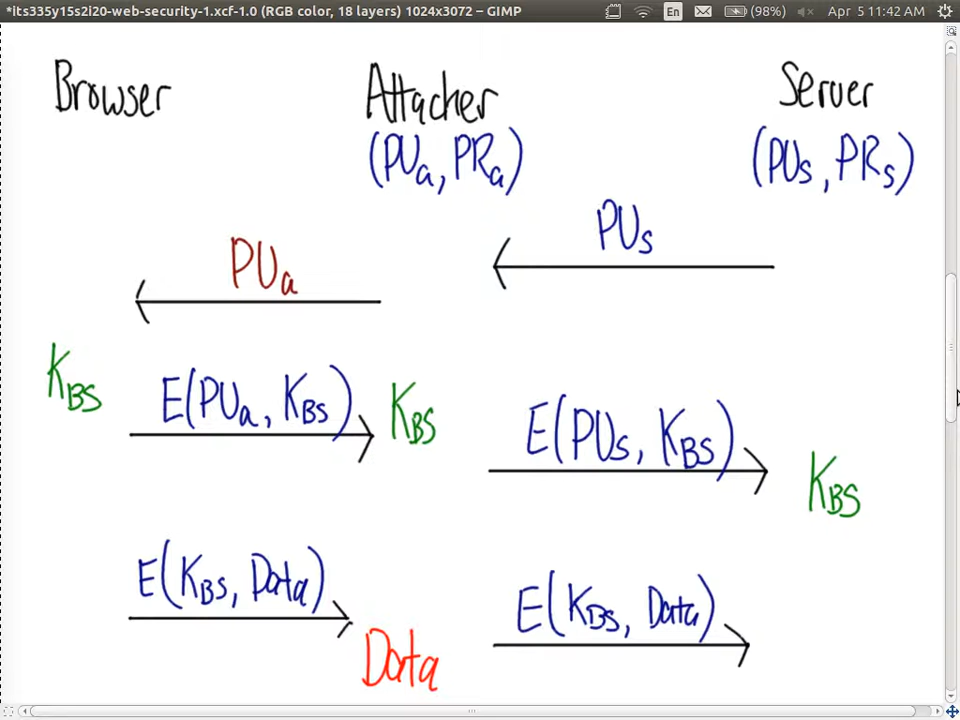 *its335y15s2i20-web-security-1.xcf-1.0 (RGB color, 18 layers) 1024x3072 – GIMP En (98%) Apr 5 11:42 AM
Browser Attacher Server
(PUa, PRa) (PUs, PRs)
PUs
PUa
KBS E(PUa, KBS) KBS E(PUs, KBS)
KBS
E(KBS, Data) E(KBS, Data)
Data